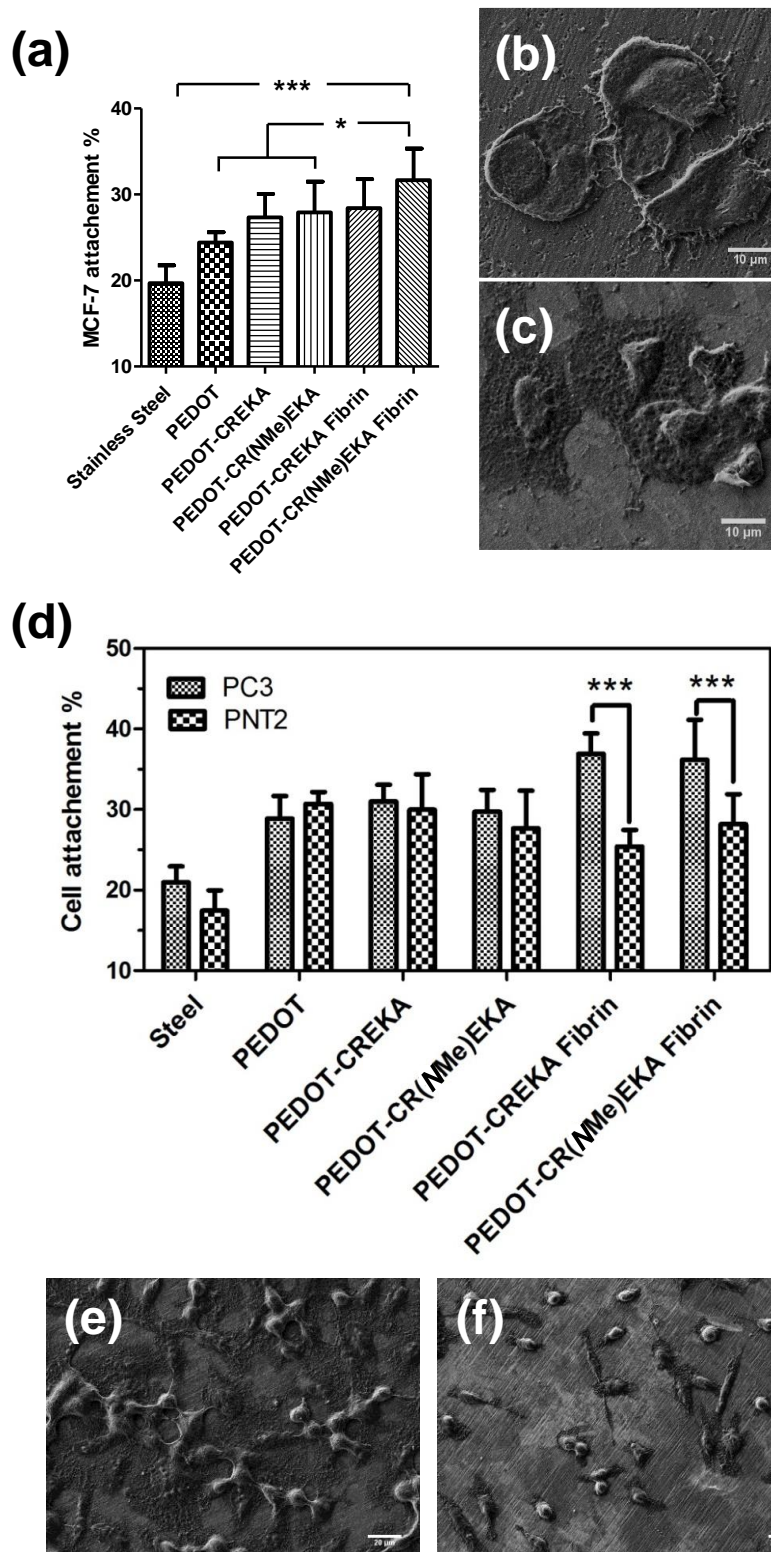 (a)
***
*
40
30
20
10
MCF-7 attachement %
Stainless Steel
PEDOT
PEDOT-CREKA
PEDOT-CR(NMe)EKA
PEDOT-CREKA Fibrin
PEDOT-CR(NMe)EKA Fibrin
(b)
10 µm
(c)
10 µm
(d)
50
40
30
20
10
Cell attachement %
PC3
PNT2
***
***
Steel
PEDOT
PEDOT-CREKA
PEDOT-CR(NMe)EKA
PEDOT-CREKA Fibrin
PEDOT-CR(NMe)EKA Fibrin
(e)
20 µm
(f)